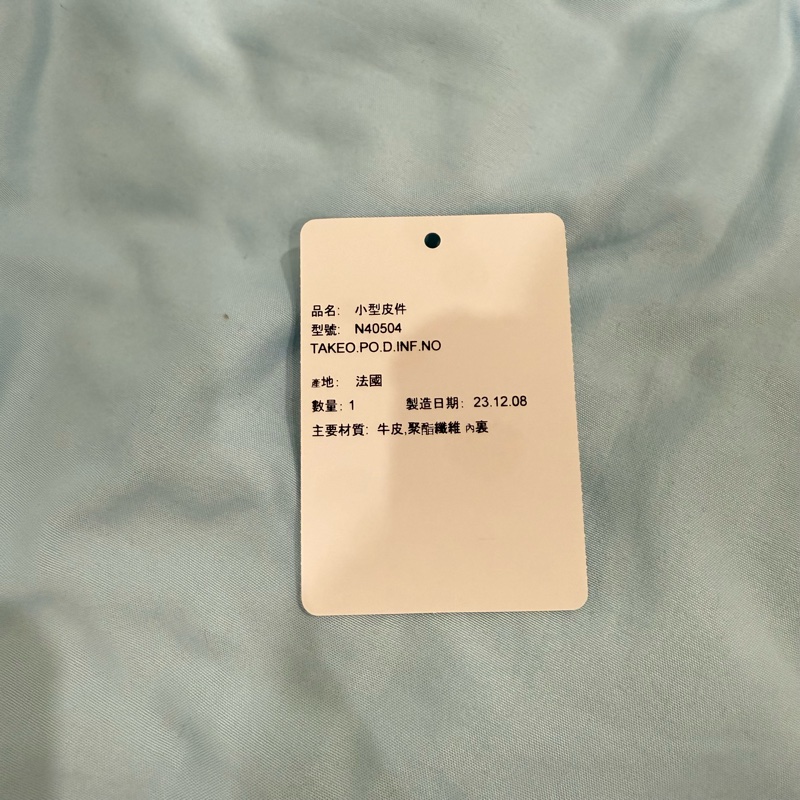 品名: 小型皮件
型號: N40504
TAKEO.PO.D.INF.NO
產地: 法國
數量: 1 製造日期: 23.12.08
主要材質: 牛皮,聚酯纖維 內裏